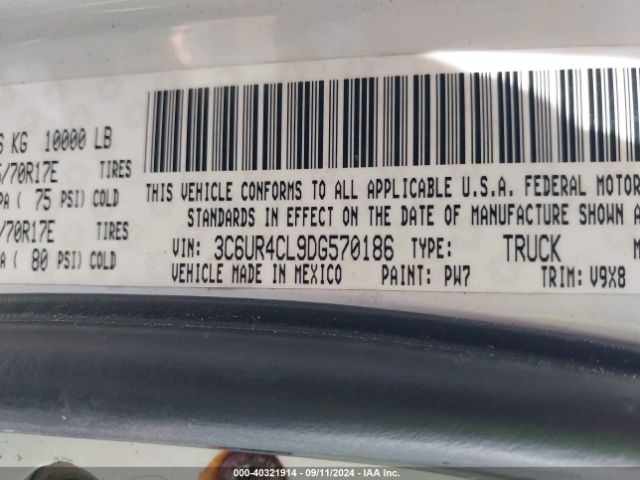 KG 10000 LB
/70R17E TIRES
PA ( 75 PSI) COLD
/70R17E TIRES
A ( 80 PSI) COLD
THIS VEHICLE CONFORMS TO ALL APPLICABLE U.S.A. FEDERAL MOTOR
STANDARDS IN EFFECT ON THE DATE OF MANUFACTURE SHOWN A
VIN: 3C6UR4CL9DG570186 TYPE: TRUCK
VEHICLE MADE IN MEXICO PAINT: PW7 TRIM: V9X8
000-40321914 - 09/11/2024 - IAA Inc.